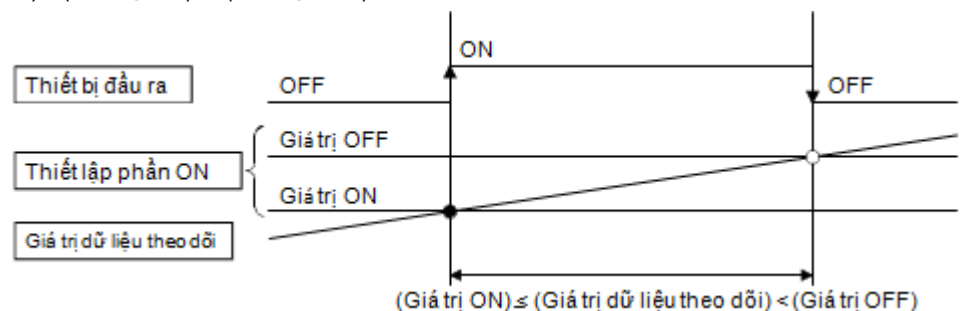 ON
Thiết bị đầu ra
OFF
OFF
Giá trị OFF
Thiết lập phần ON
Giá trị ON
Giá trị dữ liệu theo dõi
(Giá trị ON) ≤ (Giá trị dữ liệu theo dõi) < (Giá trị OFF)